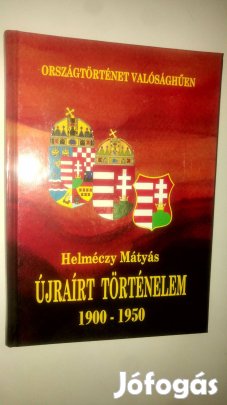 ORSZÁGTÖRTÉNET VALÓSÁGHŰEN
Helméczy Mátyás
ÚJRAÍRT TÖRTÉNELEM
1900 - 1950
Jófogás